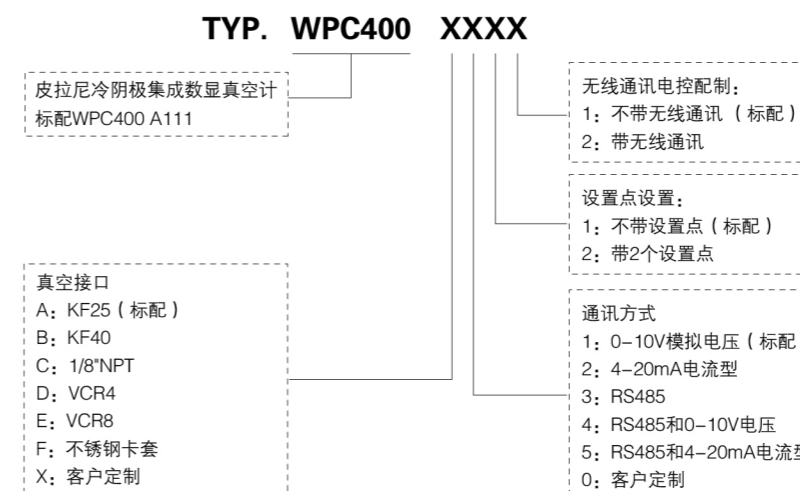 TYP. WPC400 XXXX
皮拉尼冷阴极集成数显真空计
标配WPC400 A111
无线通讯电控配制：
1：不带无线通讯（标配）
2：带无线通讯
设置点设置：
1：不带设置点（标配）
2：带2个设置点
真空接口
A：KF25（标配）
B：KF40
C：1/8"NPT
D：VCR4
E：VCR8
F：不锈钢卡套
X：客户定制
通讯方式
1：0-10V模拟电压（标配
2：4-20mA电流型
3：RS485
4：RS485和0-10V电压
5：RS485和4-20mA电流型
0：客户定制